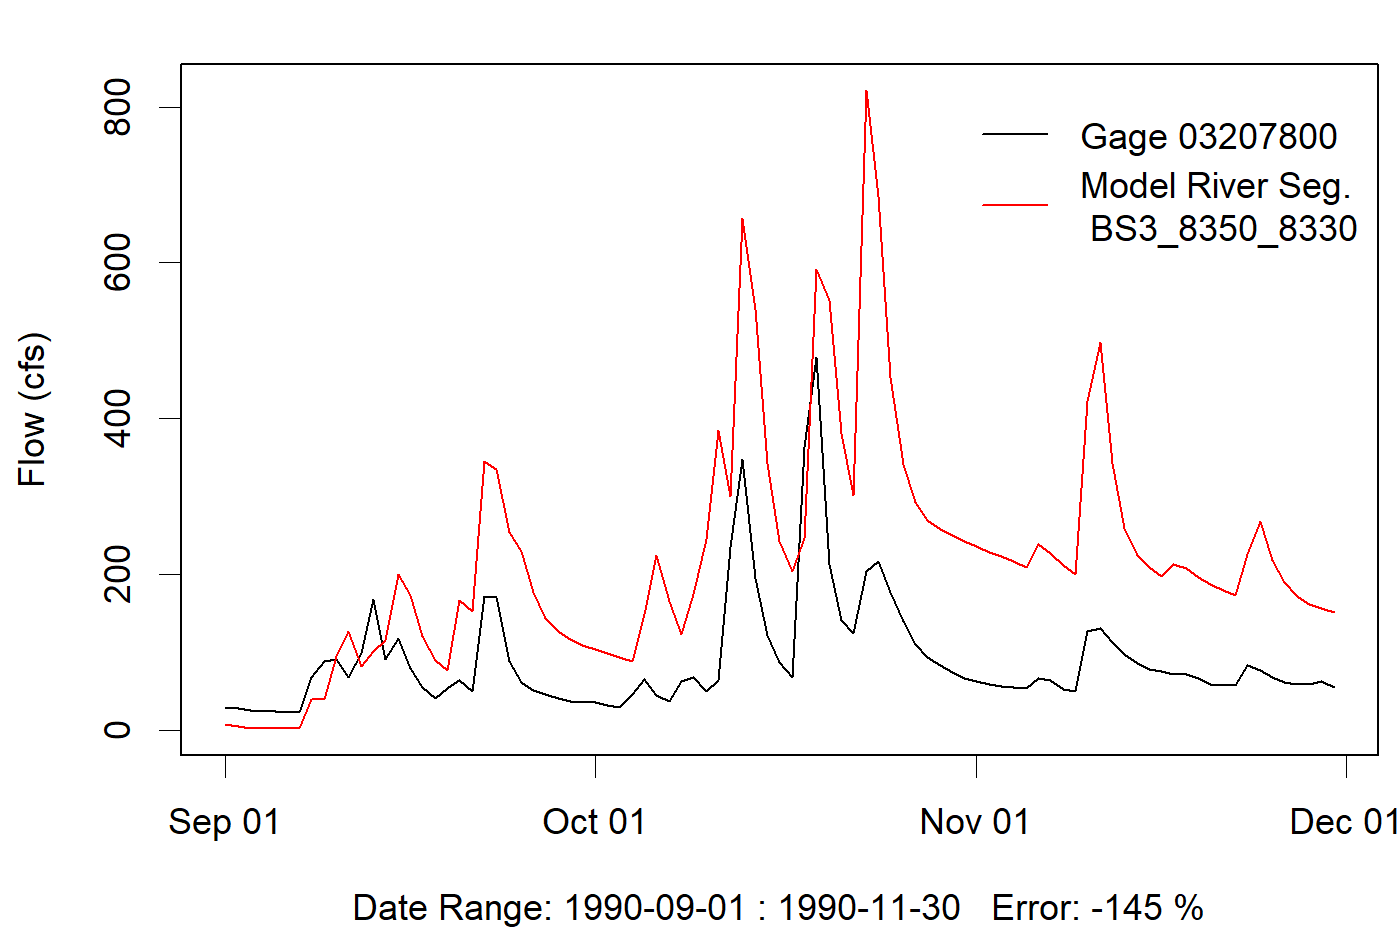 Flow (cfs)
800
600
400
200
0
Gage 03207800
Model River Seg.
BS3_8350_8330
Sep 01
Oct 01
Nov 01
Dec 01
Date Range: 1990-09-01 : 1990-11-30 Error: -145 %